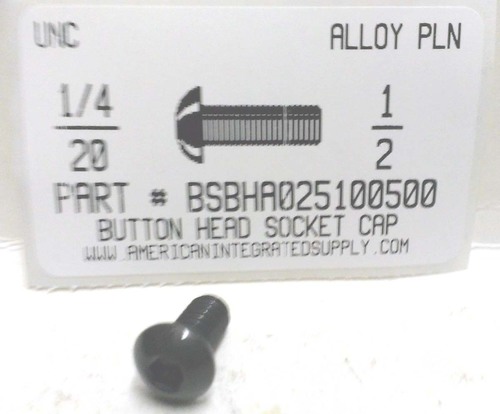 UNC ALLOY PLN
1/4 1
20 2
PART # BSBHA025100500
BUTTON HEAD SOCKET CAP
WWW.AMERICANINTEGRATEDSUPPLY.COM